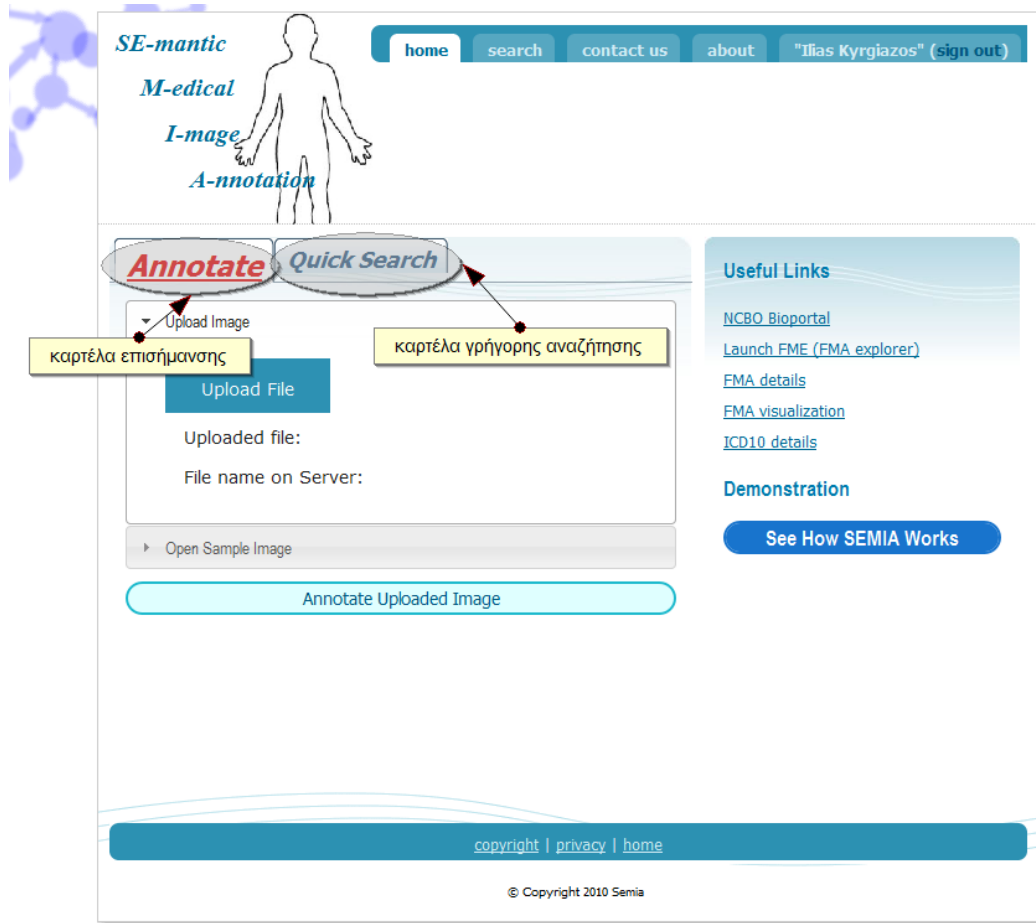 SE-mantic
M-edical
I-mage
A-nnotation
home search contact us about "Ilias Kyrgiazos" (sign out)
Annotate Quick Search
Upload Image
καρτέλα επισήμανσης
καρτέλα γρήγορης αναζήτησης
Upload File
Uploaded file:
File name on Server:
Open Sample Image
Annotate Uploaded Image
Useful Links
NCBO Bioportal
Launch FME (FMA explorer)
FMA details
FMA visualization
ICD10 details
Demonstration
See How SEMIA Works
copyright | privacy | home
© Copyright 2010 Semia